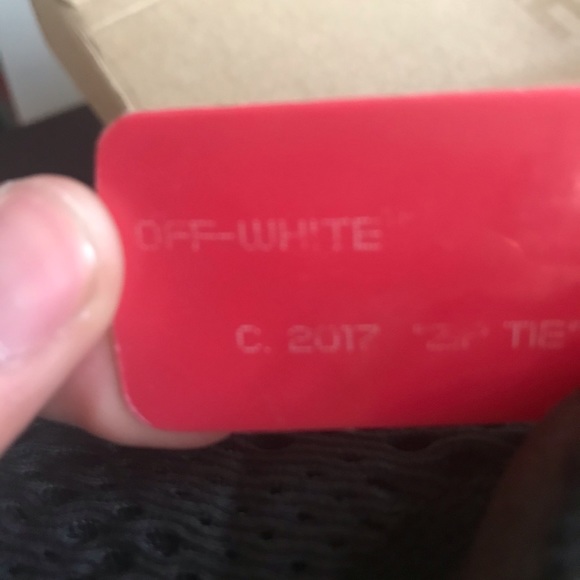 OFF-WHITE
C. 2017 "ZIP TIE"